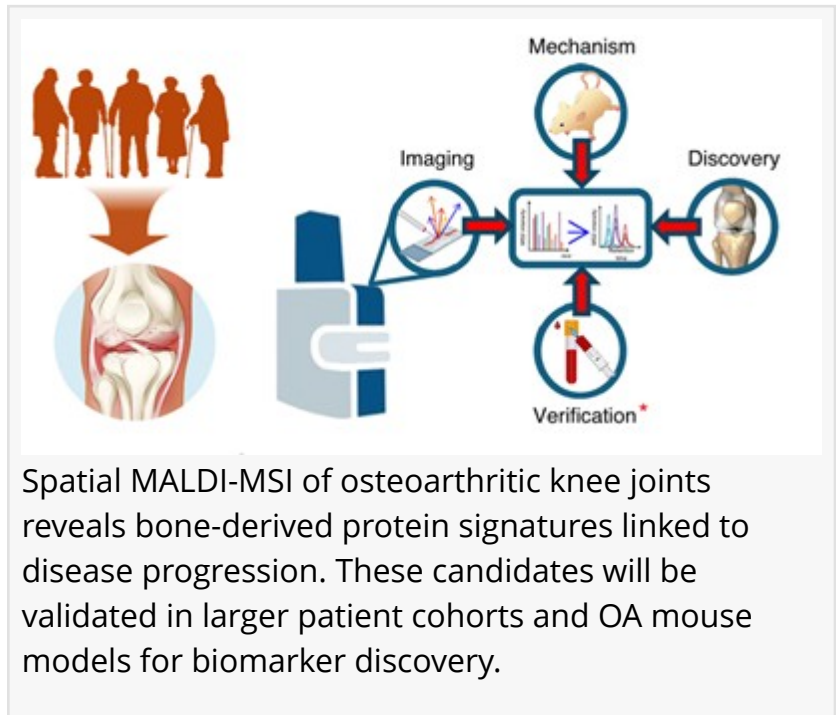 Mechanism
Imaging
Discovery
Verification*
Spatial MALDI-MSI of osteoarthritic knee joints
reveals bone-derived protein signatures linked to
disease progression. These candidates will be
validated in larger patient cohorts and OA mouse
models for biomarker discovery.